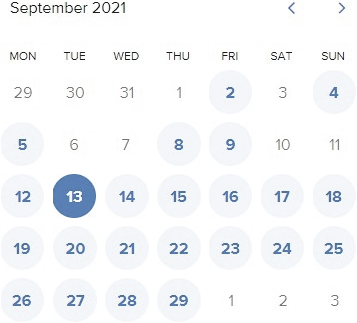 September 2021
MON TUE WED THU FRI SAT SUN
29 30 31 1 2 3 4
5 6 7 8 9 10 11
12 13 14 15 16 17 18
19 20 21 22 23 24 25
26 27 28 29 1 2 3